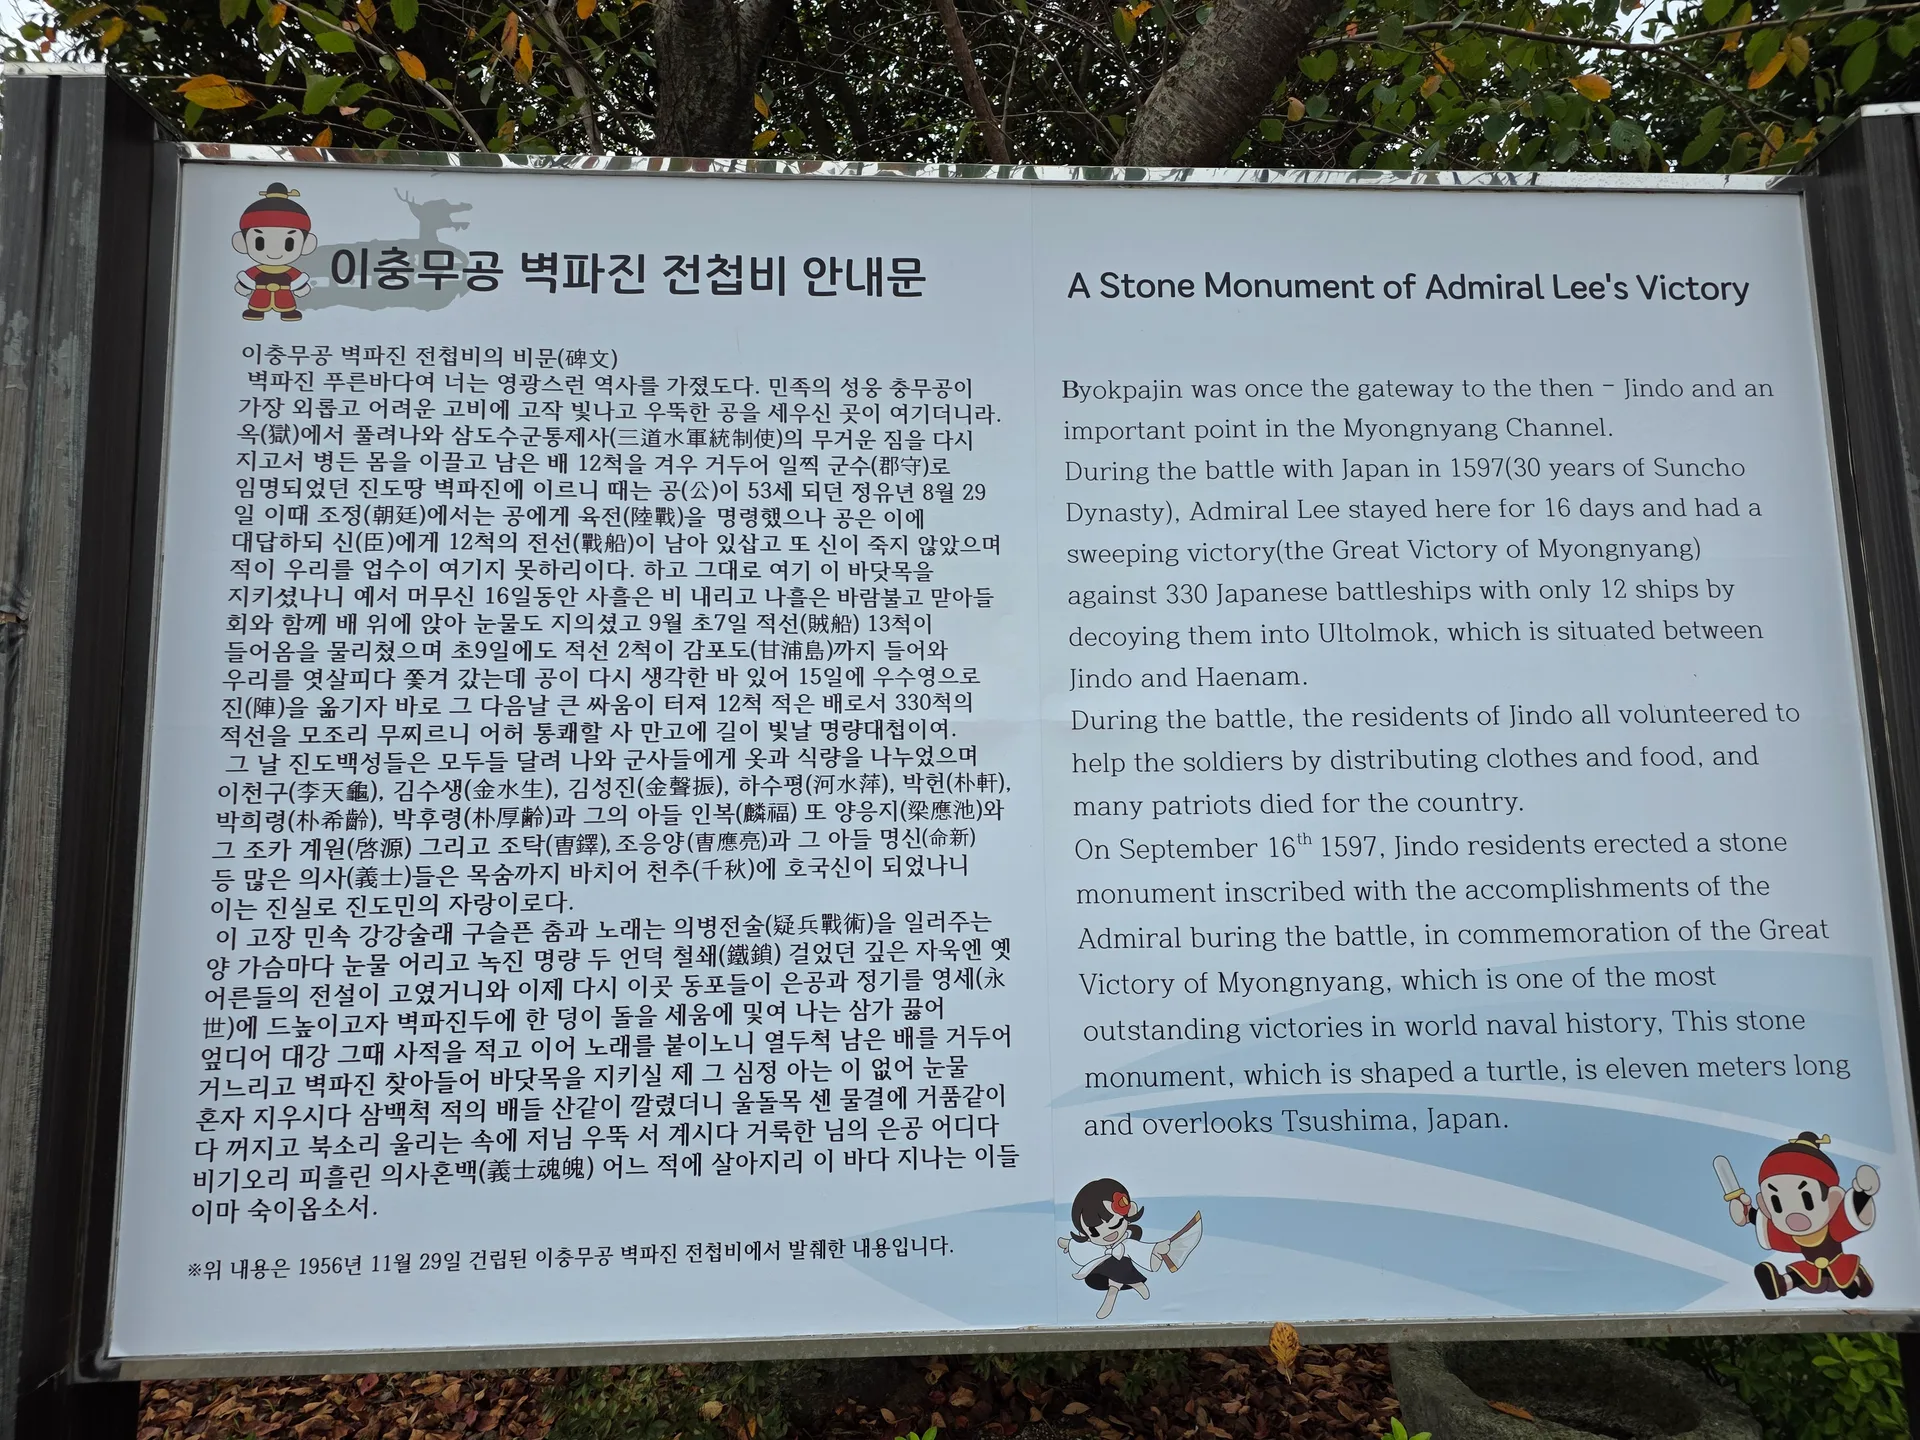 이충무공 벽파진 전첩비 안내문
이충무공 벽파진 전첩비의 비문(碑文)
벽파진 푸른바다여 너는 영광스런 역사를 가졌도다. 민족의 성웅 충무공이
가장 외롭고 어려운 고비에 고작 빛나고 우뚝한 공을 세우신 곳이 여기더니라.
옥(獄)에서 풀려나와 삼도수군통제사(三道水軍統制使)의 무거운 짐을 다시
지고서 병든 몸을 이끌고 남은 배 12척을 겨우 거두어 일찍 군수(郡守)로
임명되었던 진도땅 벽파진에 이르니 때는 공(公)이 53세 되던 정유년 8월 29
일 이때 조정(朝廷)에서는 공에게 육전(陸戰)을 명령했으나 공은 이에
대답하되 신(臣)에게 12척의 전선(戰船)이 남아 있삽고 또 신이 죽지 않았으며
적이 우리를 업수이 여기지 못하리이다. 하고 그대로 여기 이 바닷목을
지키셨나니 예서 머무신 16일동안 사흘은 비 내리고 나흘은 바람불고 맏아들
회와 함께 배 위에 앉아 눈물도 지의셨고 9월 초7일 적선(賊船) 13척이
들어옴을 물리쳤으며 초9일에도 적선 2척이 감포도(甘浦島)까지 들어와
우리를 엿살피다 쫓겨 갔는데 공이 다시 생각한 바 있어 15일에 우수영으로
진(陣)을 옮기자 바로 그 다음날 큰 싸움이 터져 12척 적은 배로서 330척의
적선을 모조리 무찌르니 어허 통쾌할 사 만고에 길이 빛날 명량대첩이여.
그 날 진도백성들은 모두들 달려 나와 군사들에게 옷과 식량을 나누었으며
이천구(李天龜), 김수생(金水生), 김성진(金聲振), 하수평(河水萍), 박헌(朴軒),
박희령(朴希齡), 박후령(朴厚齡)과 그의 아들 인복(麟福) 또 양응지(梁應池)와
그 조카 계원(啓源) 그리고 조탁(曺鐸), 조응양(曺應亮)과 그 아들 명신(命新)
등 많은 의사(義士)들은 목숨까지 바치어 천추(千秋)에 호국신이 되었나니
이는 진실로 진도민의 자랑이로다.
이 고장 민속 강강술래 구슬픈 춤과 노래는 의병전술(疑兵戰術)을 일러주는
양 가슴마다 눈물 어리고 녹진 명량 두 언덕 철쇄(鐵鎖) 걸었던 깊은 자욱엔 옛
어른들의 전설이 고였거니와 이제 다시 이곳 동포들이 은공과 정기를 영세(永
世)에 드높이고자 벽파진두에 한 덩이 돌을 세움에 및여 나는 삼가 끓어
엎디어 대강 그때 사적을 적고 이어 노래를 붙이노니 열두척 남은 배를 거두어
거느리고 벽파진 찾아들어 바닷목을 지키실 제 그 심정 아는 이 없어 눈물
혼자 지우시다 삼백척 적의 배들 산같이 깔렸더니 울돌목 센 물결에 거품같이
다 꺼지고 북소리 울리는 속에 저님 우뚝 서 계시다 거룩한 님의 은공 어디다
비기오리 피흘린 의사혼백(義士魂魄) 어느 적에 살아지리 이 바다 지나는 이들
이마 숙이옵소서.
※위 내용은 1956년 11월 29일 건립된 이충무공 벽파진 전첩비에서 발췌한 내용입니다.
A Stone Monument of Admiral Lee's Victory
Byokpajin was once the gateway to the then - Jindo and an
important point in the Myongnyang Channel.
During the battle with Japan in 1597(30 years of Suncho
Dynasty), Admiral Lee stayed here for 16 days and had a
sweeping victory(the Great Victory of Myongnyang)
against 330 Japanese battleships with only 12 ships by
decoying them into Ultolmok, which is situated between
Jindo and Haenam.
During the battle, the residents of Jindo all volunteered to
help the soldiers by distributing clothes and food, and
many patriots died for the country.
On September 16th 1597, Jindo residents erected a stone
monument inscribed with the accomplishments of the
Admiral buring the battle, in commemoration of the Great
Victory of Myongnyang, which is one of the most
outstanding victories in world naval history, This stone
monument, which is shaped a turtle, is eleven meters long
and overlooks Tsushima, Japan.